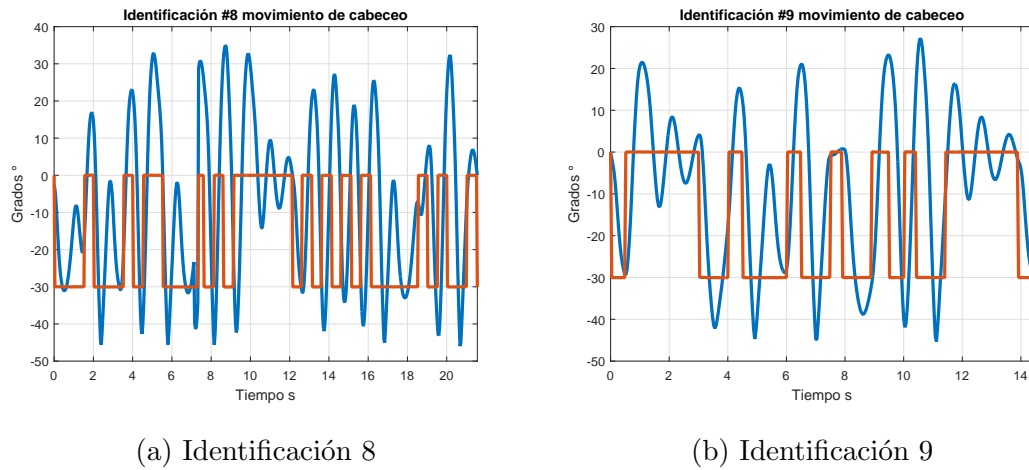 Identificación #8 movimiento de cabeceo
40
30
20
10
0
-10
-20
-30
-40
-50
Grados °
0 2 4 6 8 10 12 14 16 18 20
Tiempo s
(a) Identificación 8
Identificación #9 movimiento de cabeceo
30
20
10
0
-10
-20
-30
-40
-50
Grados °
0 2 4 6 8 10 12 14
Tiempo s
(b) Identificación 9